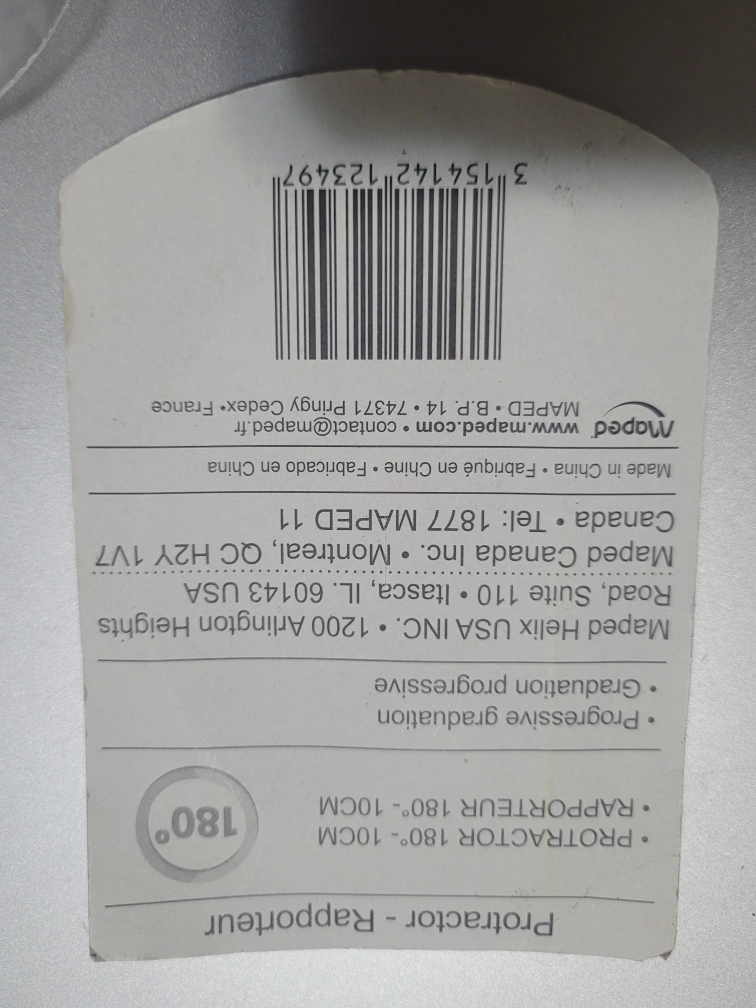 Protractor - Rapporteur
• PROTRACTOR 180°- 10CM
• RAPPORTEUR 180°- 10CM
180°
• Progressive graduation
• Graduation progressive
Maped Helix USA INC. • 1200 Arlington Heights
Road, Suite 110 • Itasca, IL. 60143 USA
Maped Canada Inc. • Montreal, QC H2Y 1V7
Canada • Tel: 1877 MAPED 11
Made in China • Fabriqué en Chine • Fabricado en China
Maped
www.maped.com • contact@maped.fr
MAPED • B.P. 14 • 74371 Pringy Cedex • France
3 154142 123497